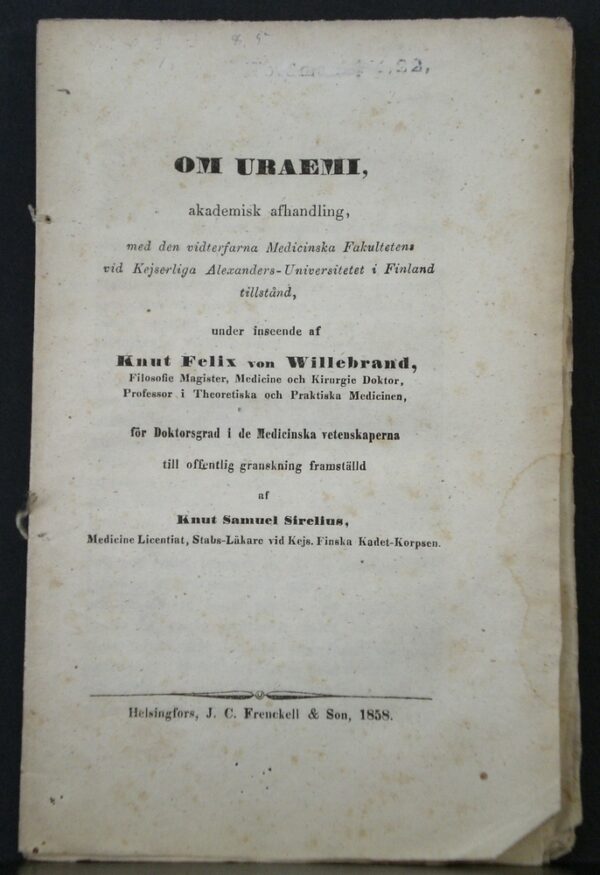 OM URAEMI,
akademisk afhandling,
med den vidterfarna Medicinska Fakultetens
vid Kejserliga Alexanders-Universitetet i Finland
tillstånd,
under inseende af
Knut Felix von Willebrand,
Filosofie Magister, Medicine och Kirurgie Doktor,
Professor i Theoretiska och Praktiska Medicinen,
för Doktorsgrad i de Medicinska vetenskaperna
till offentlig granskning framställd
af
Knut Samuel Sirelius,
Medicine Licentiat, Stabs-Läkare vid Kejs. Finska Kadet-Korpsen.
Helsingfors, J. C. Frenckell & Son, 1858.